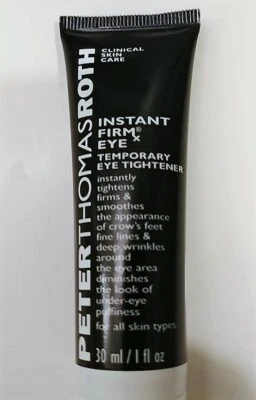 PETERTHOMASROTH
CLINICAL
SKIN
CARE
INSTANT
FIRMx®
EYE
TEMPORARY
EYE TIGHTENER
instantly
tightens
firms &
smoothes
the appearance
of crow's feet
fine lines &
deep wrinkles
around
the eye area
diminishes
the look of
under-eye
puffiness
for all skin types
30 ml / 1 fl oz